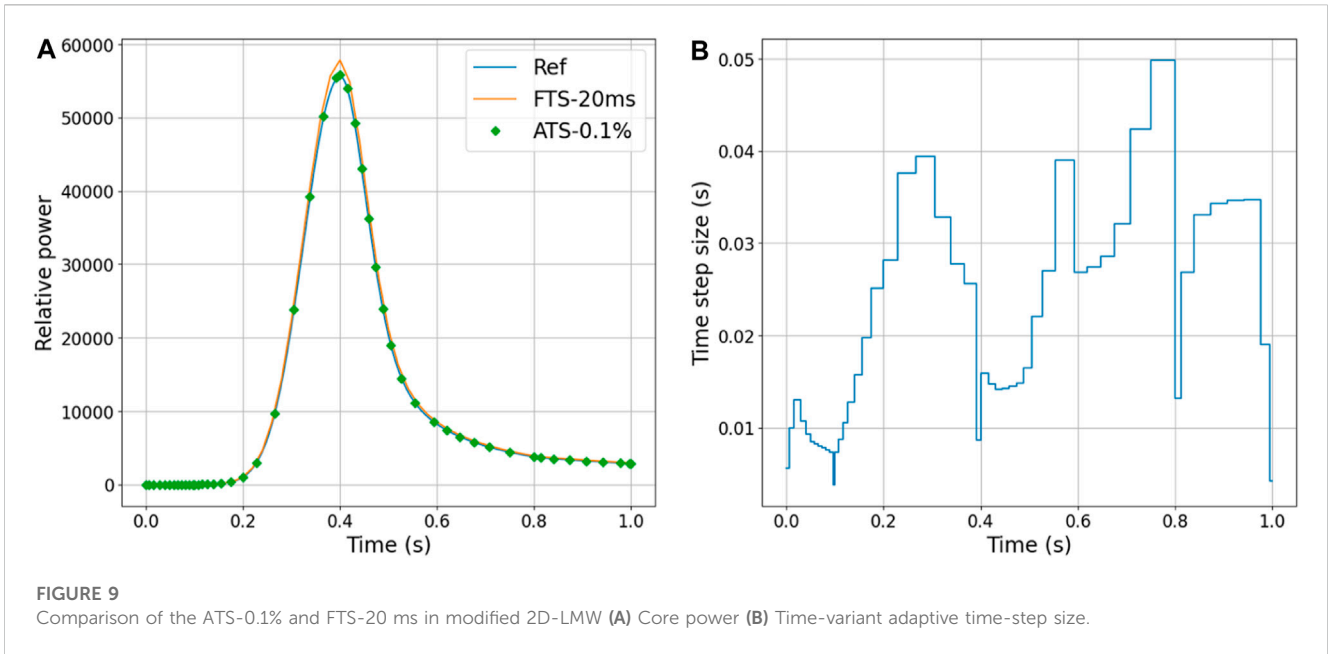 A
60000
50000
40000
30000
20000
10000
0
Relative power
Ref
FTS-20ms
ATS-0.1%
0.0 0.2 0.4 0.6 0.8 1.0
Time (s)
B
0.05
0.04
0.03
0.02
0.01
Time step size (s)
0.0 0.2 0.4 0.6 0.8 1.0
Time (s)
FIGURE 9
Comparison of the ATS-0.1% and FTS-20 ms in modified 2D-LMW (A) Core power (B) Time-variant adaptive time-step size.